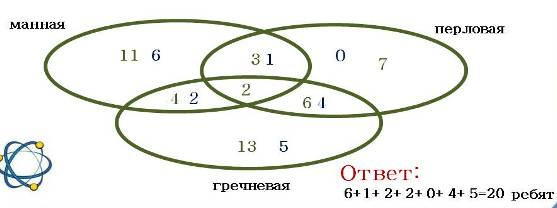 манная
перловая
11 6
3 1
0
7
4 2
2
6 4
13 5
гречневая
Ответ:
6+1+2+2+0+4+5=20 ребят